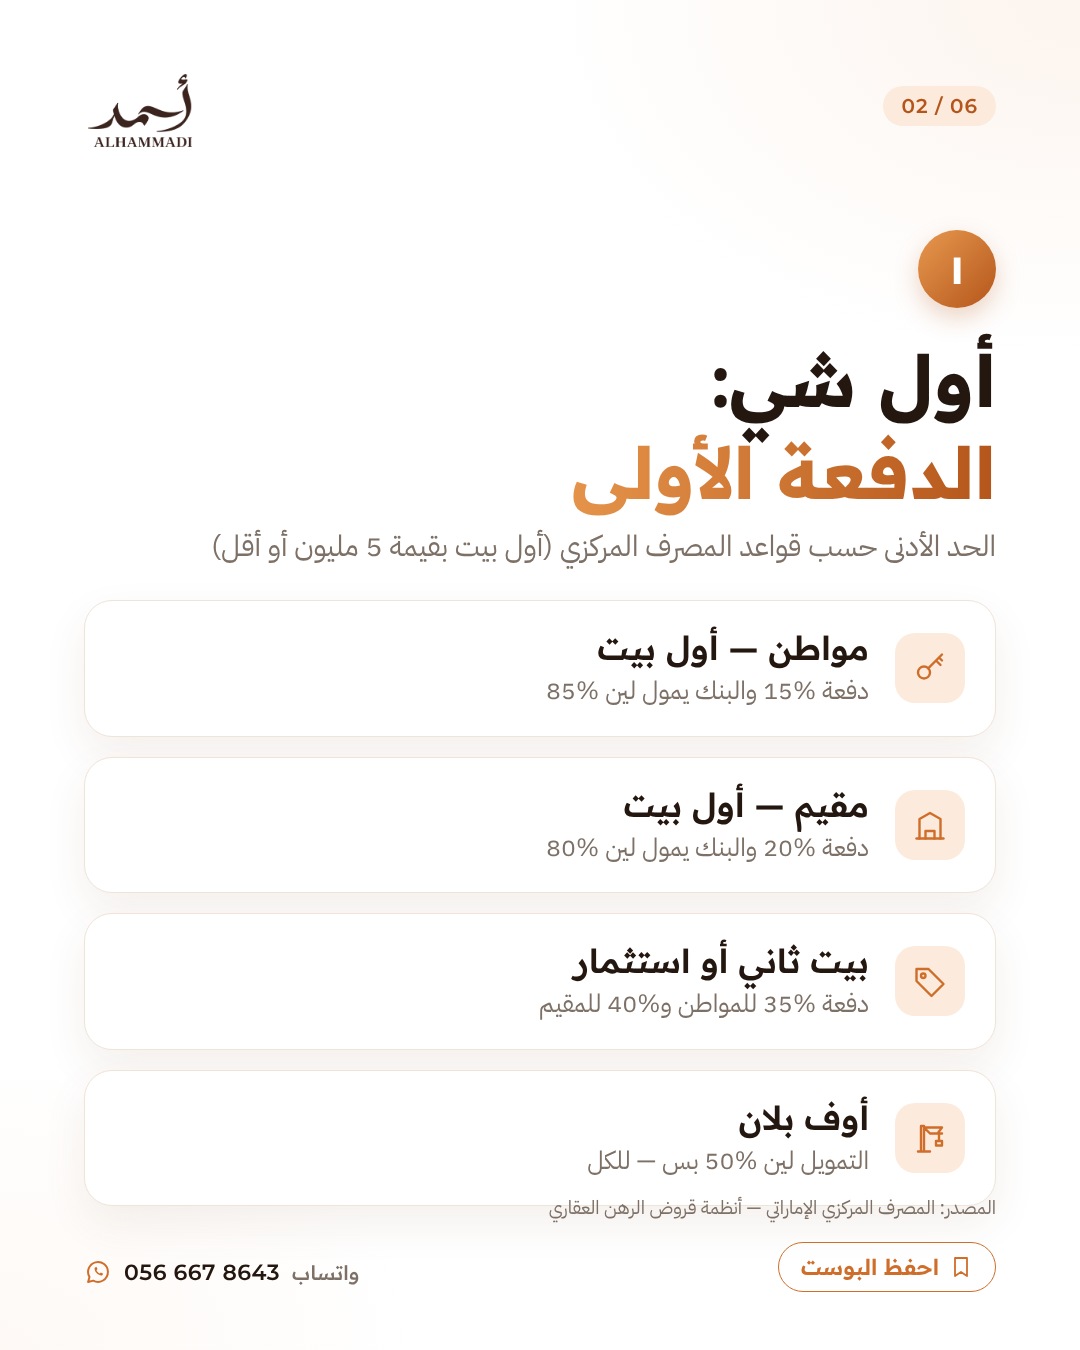 أحمد
ALHAMMADI
02 / 06
١
أول شي:
الدفعة الأولى
الحد الأدنى حسب قواعد المصرف المركزي (أول بيت بقيمة 5 مليون أو أقل)
مواطن — أول بيت
دفعة 15% والبنك يمول لين 85%
مقيم — أول بيت
دفعة 20% والبنك يمول لين 80%
بيت ثاني أو استثمار
دفعة 35% للمواطن و40% للمقيم
أوف بلان
التمويل لين 50% بس — للكل
المصدر: المصرف المركزي الإماراتي — أنظمة قروض الرهن العقاري
احفظ البوست
واتساب 056 667 8643